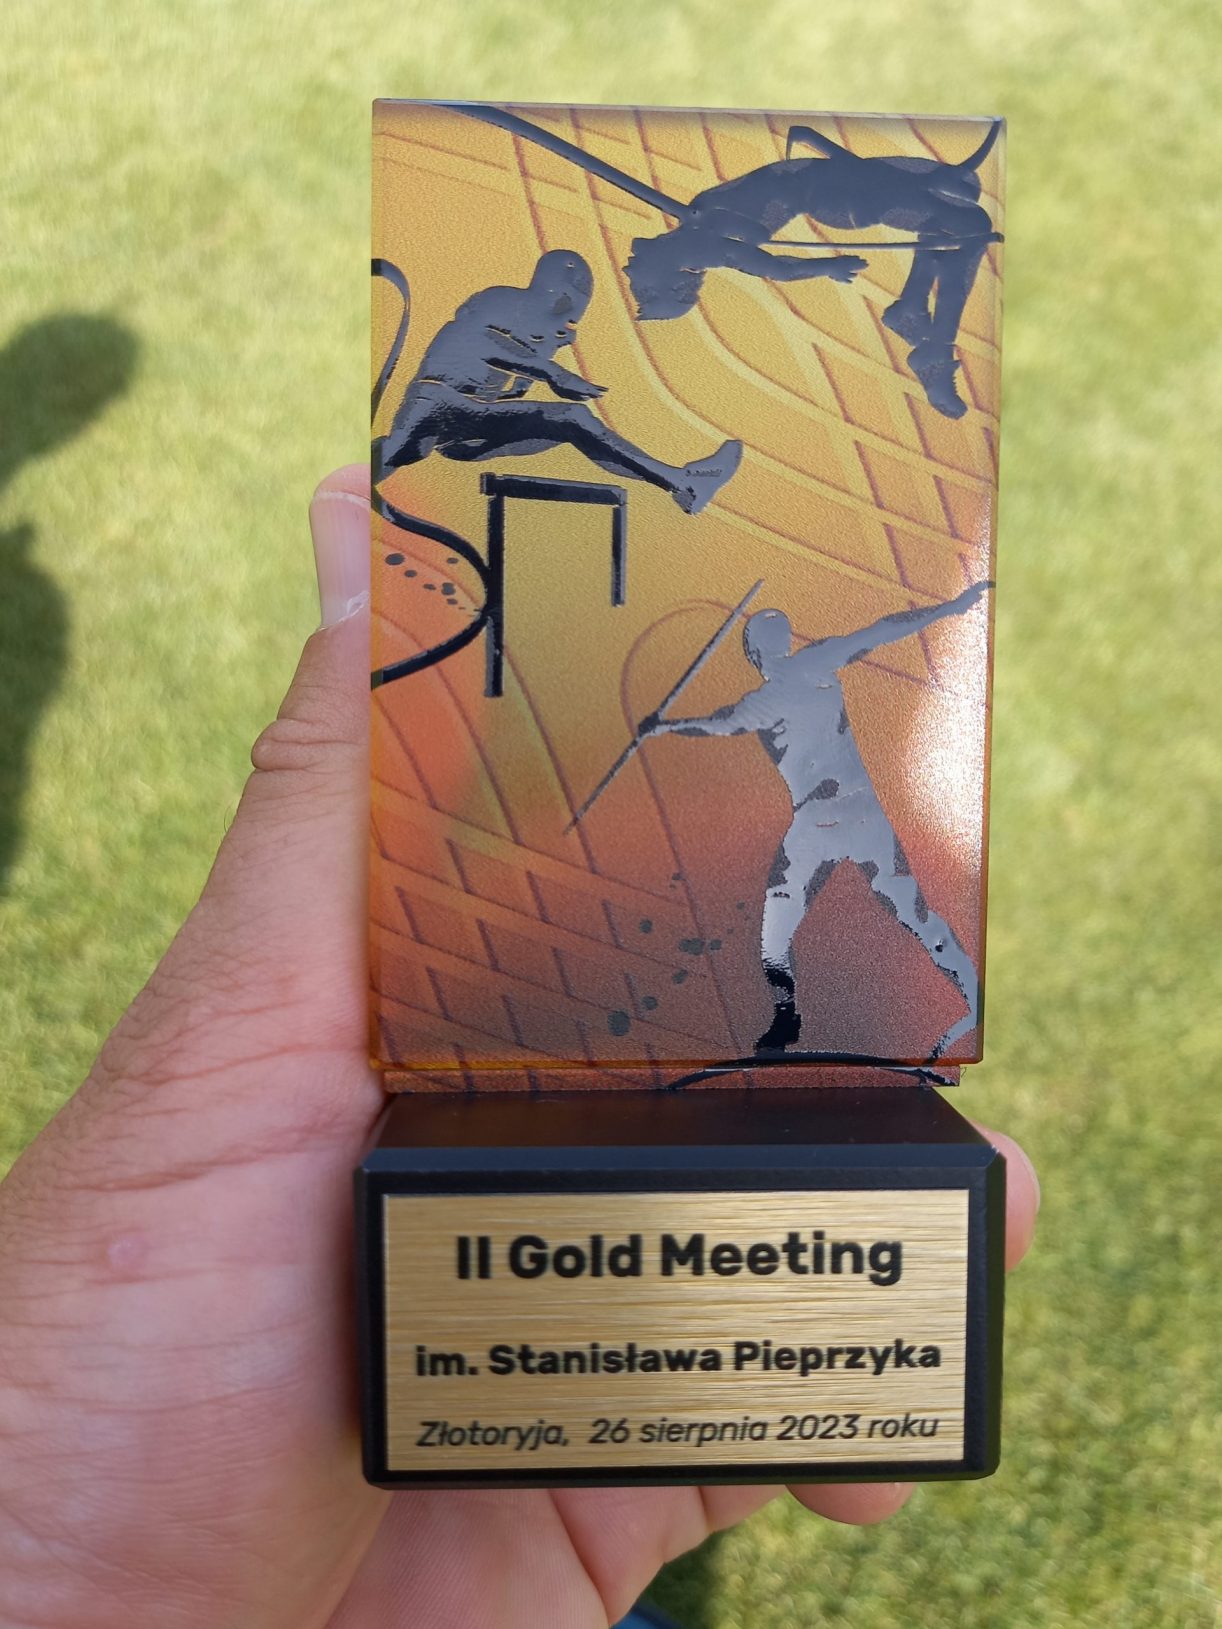 II Gold Meeting
im. Stanisława Pieprzyka
Złotoryja, 26 sierpnia 2023 roku